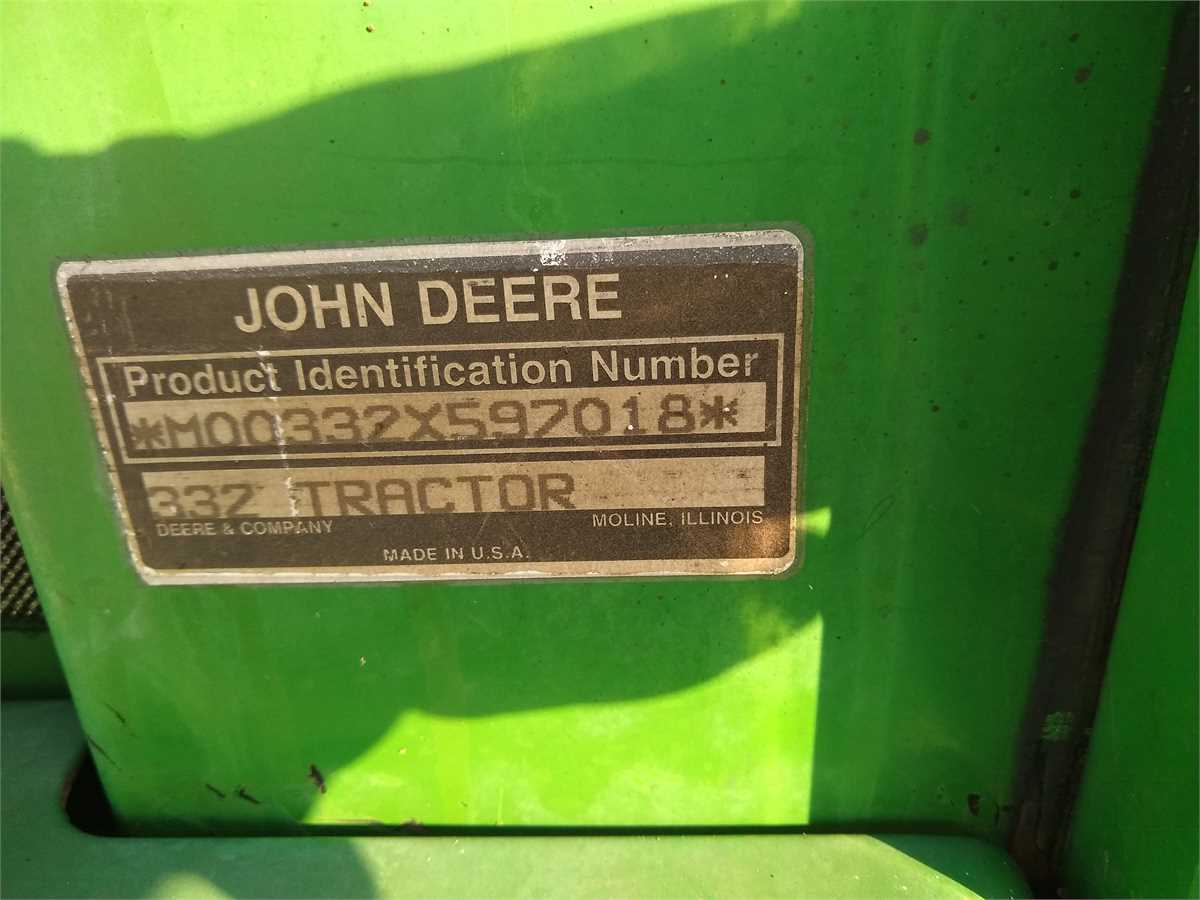 JOHN DEERE
Product Identification Number
*M00332X597018*
332 TRACTOR
DEERE & COMPANY MOLINE, ILLINOIS
MADE IN U.S.A.